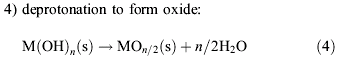 4) deprotonation to form oxide:
M(OH)ₙ(s) → MOₙ/₂(s) + n/2H₂O (4)